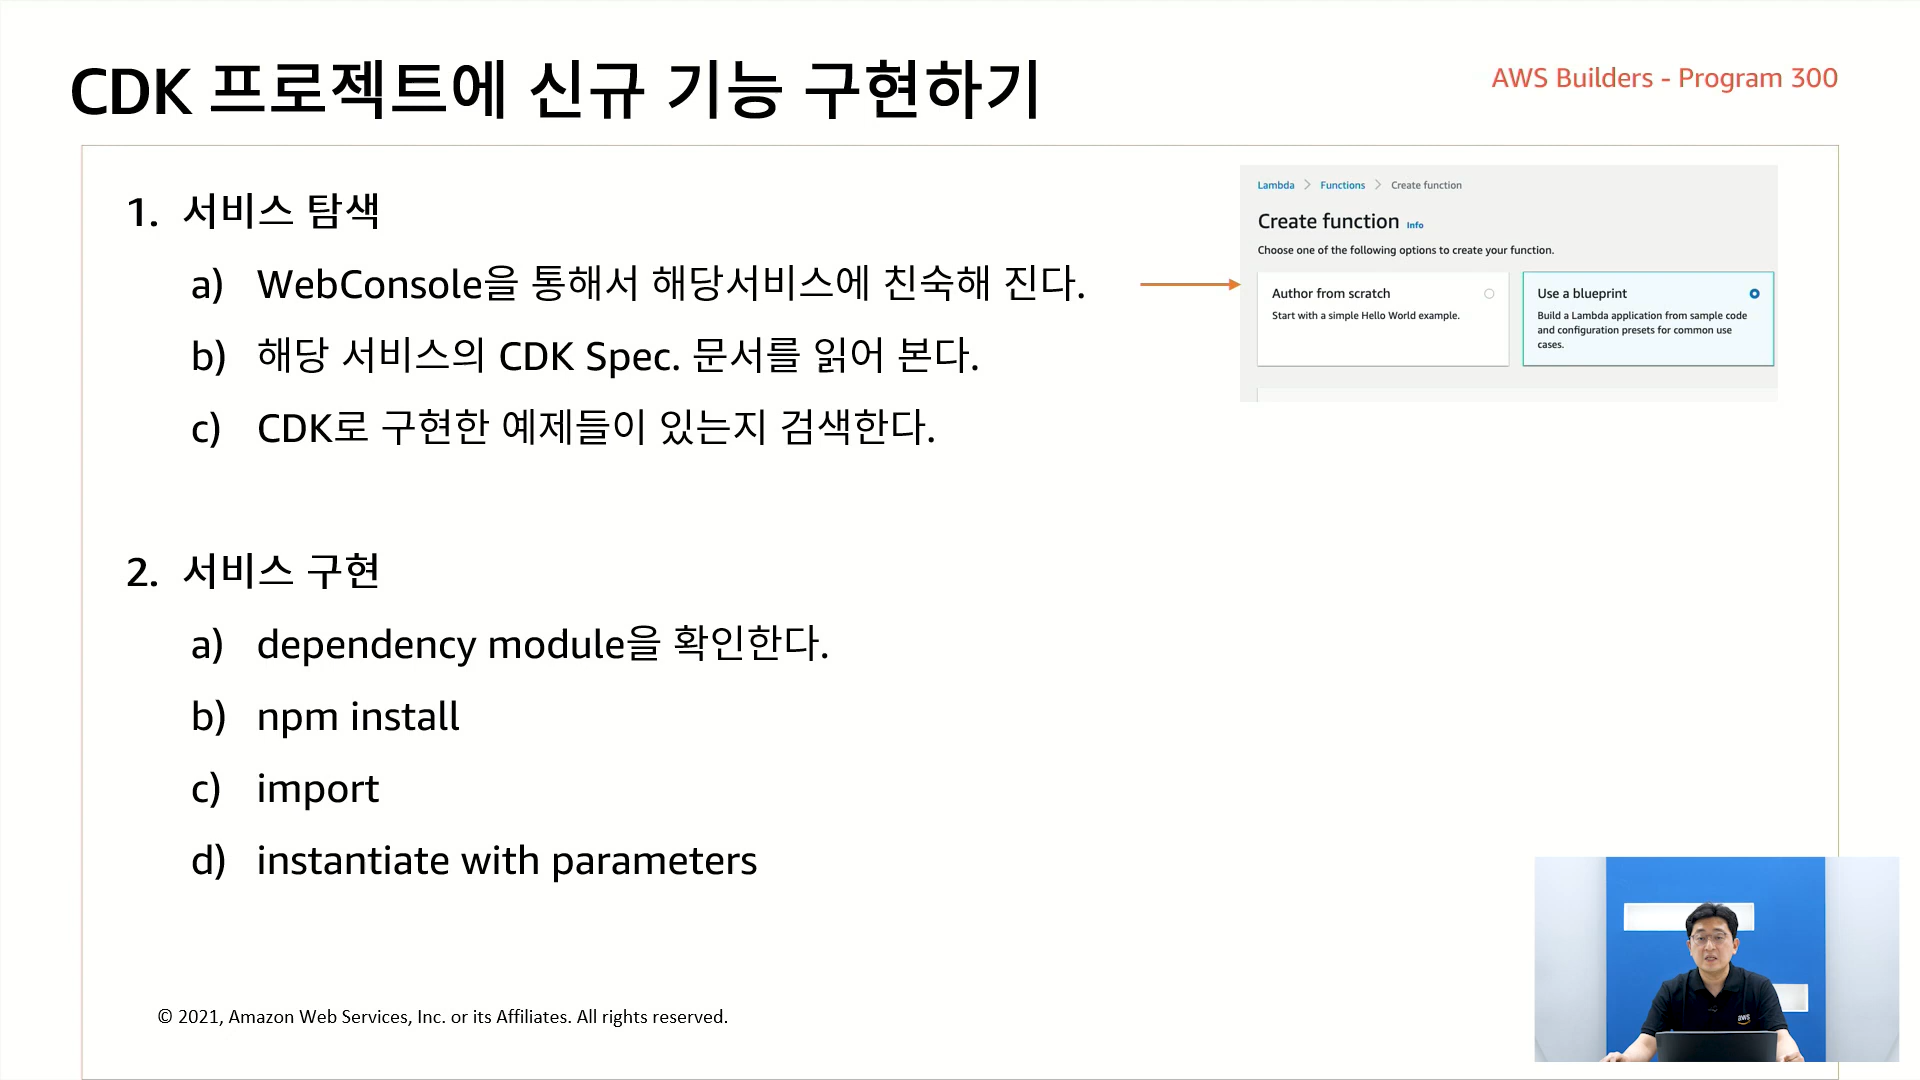 CDK 프로젝트에 신규 기능 구현하기
AWS Builders - Program 300
1. 서비스 탐색
a) WebConsole을 통해서 해당서비스에 친숙해 진다.
b) 해당 서비스의 CDK Spec. 문서를 읽어 본다.
c) CDK로 구현한 예제들이 있는지 검색한다.
Lambda > Functions > Create function
Create function Info
Choose one of the following options to create your function.
Author from scratch
Start with a simple Hello World example.
Use a blueprint
Build a Lambda application from sample code
and configuration presets for common use
cases.
2. 서비스 구현
a) dependency module을 확인한다.
b) npm install
c) import
d) instantiate with parameters
aws
© 2021, Amazon Web Services, Inc. or its Affiliates. All rights reserved.